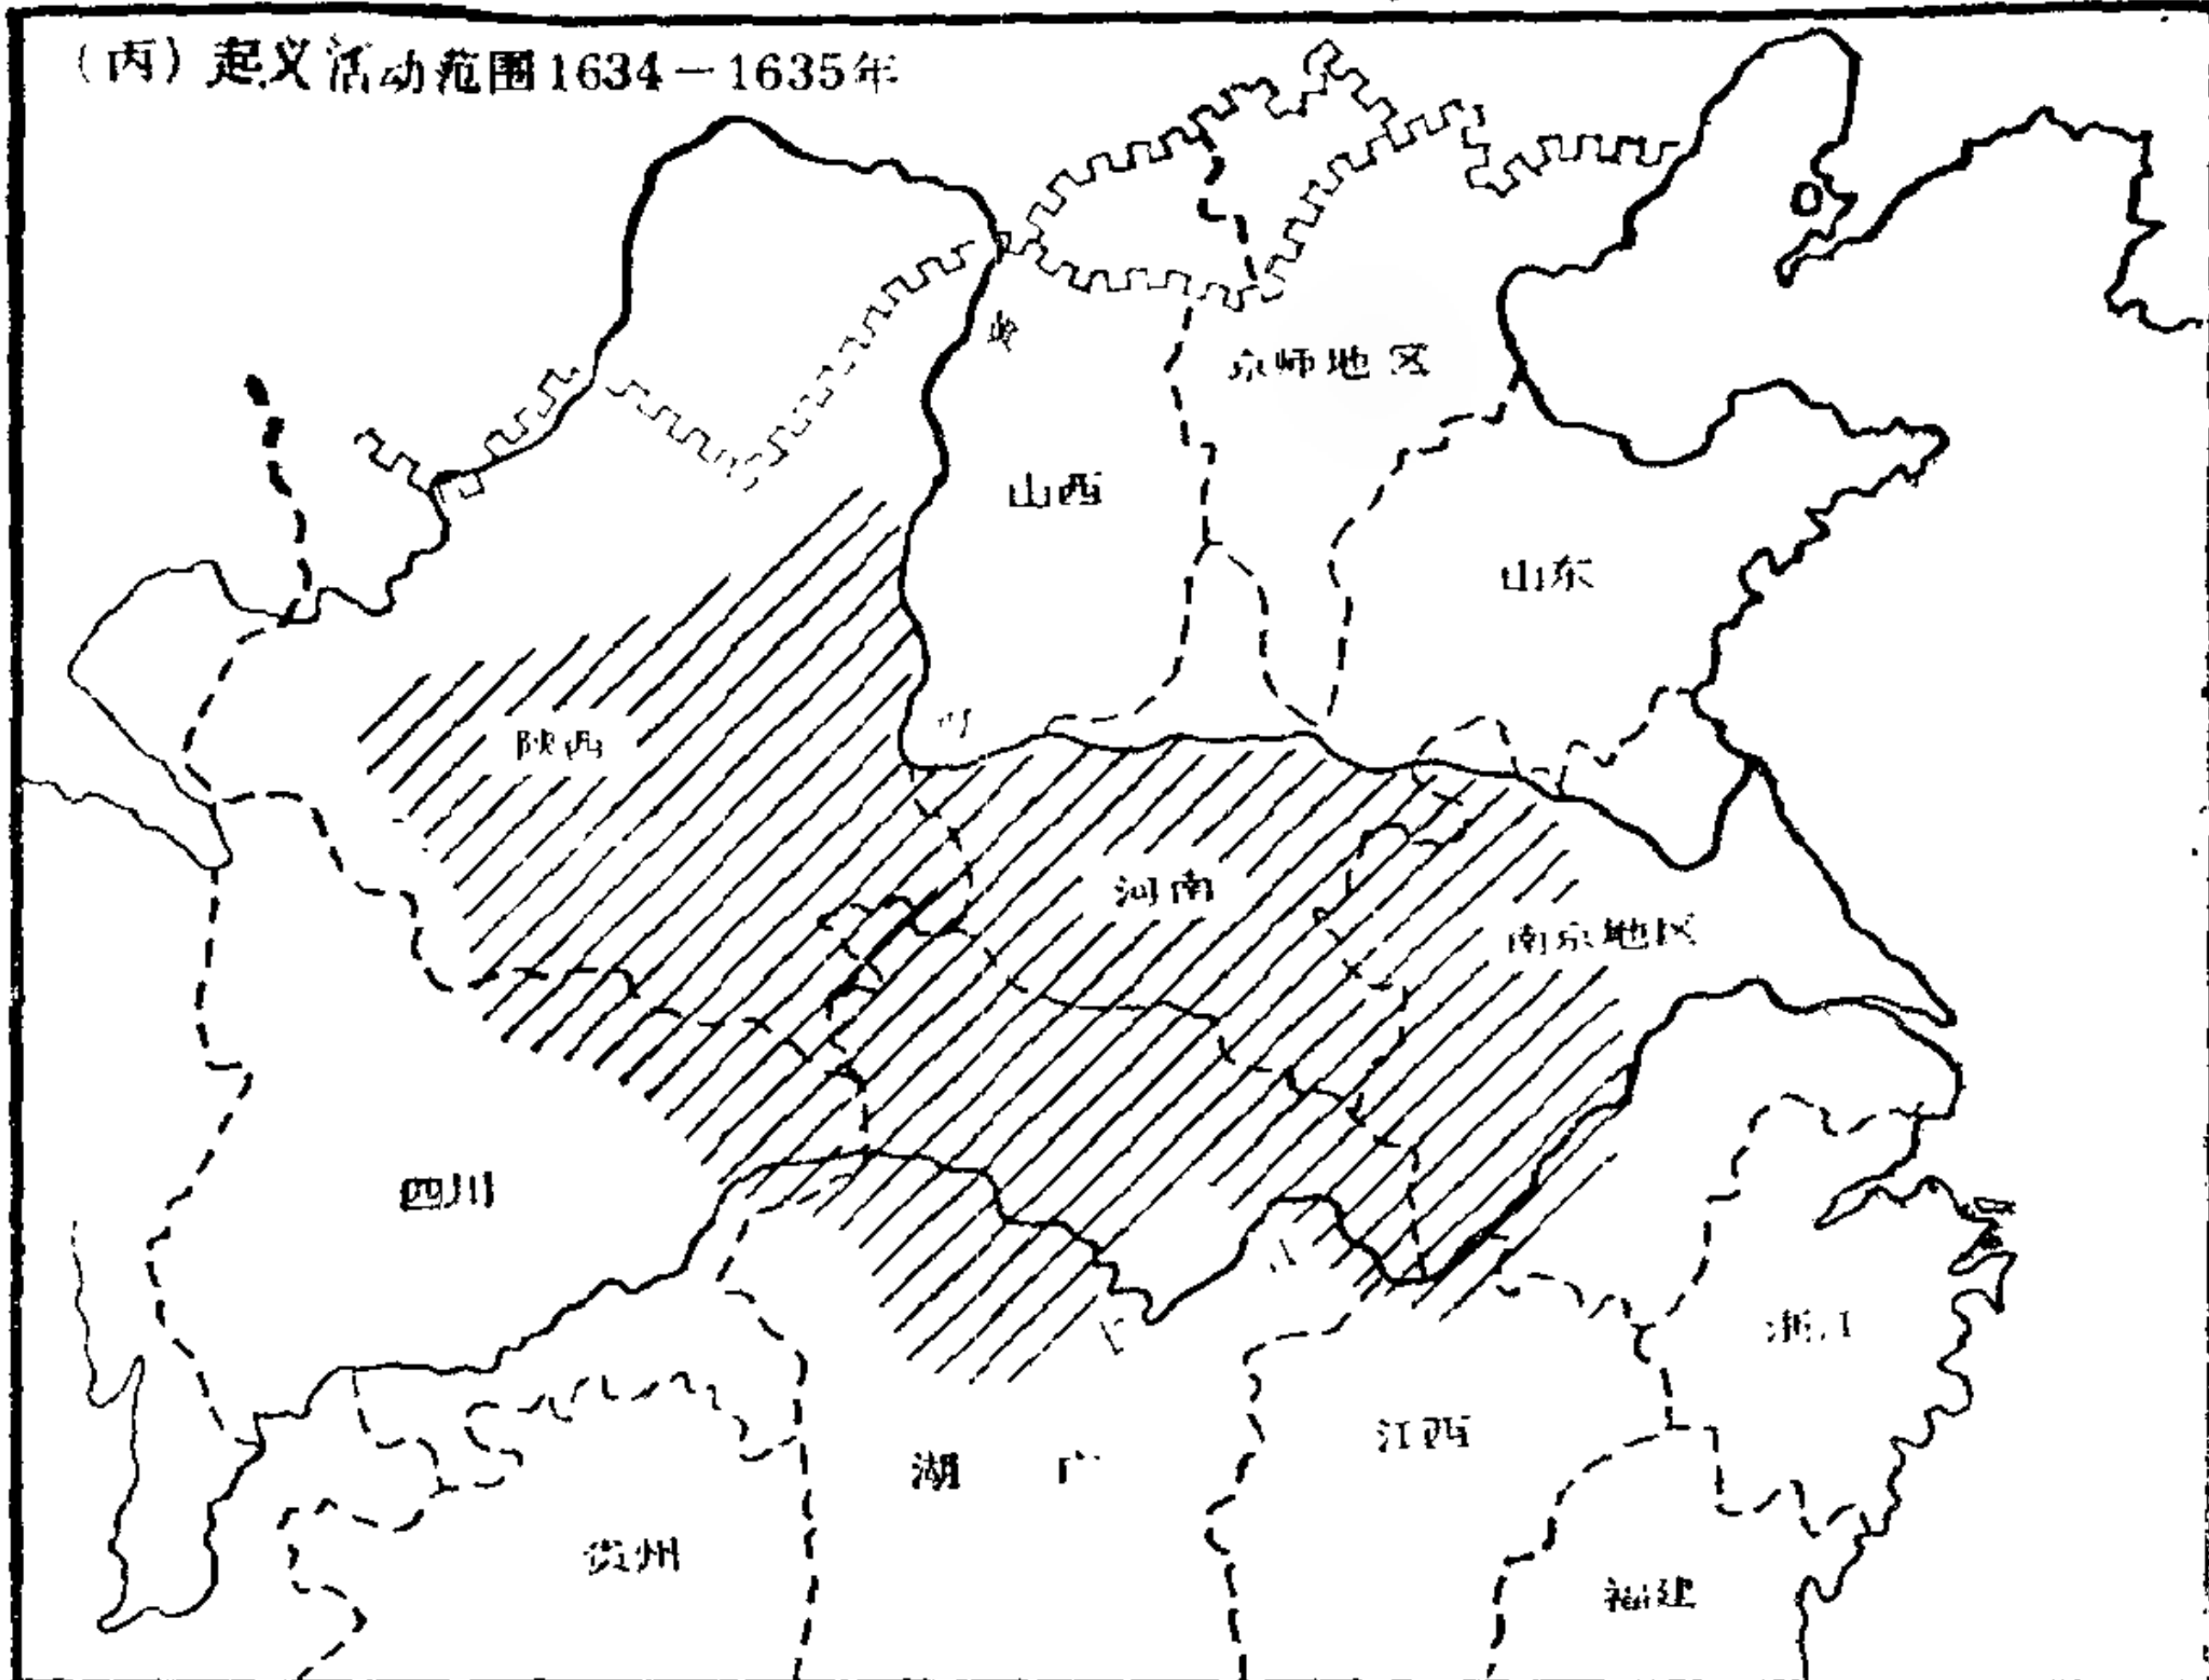 (丙) 起义活动范围1634－1635年
京师地区
山西
山东
陕西
河南
南京地区
四川
浙江
江西
湖广
贵州
福建